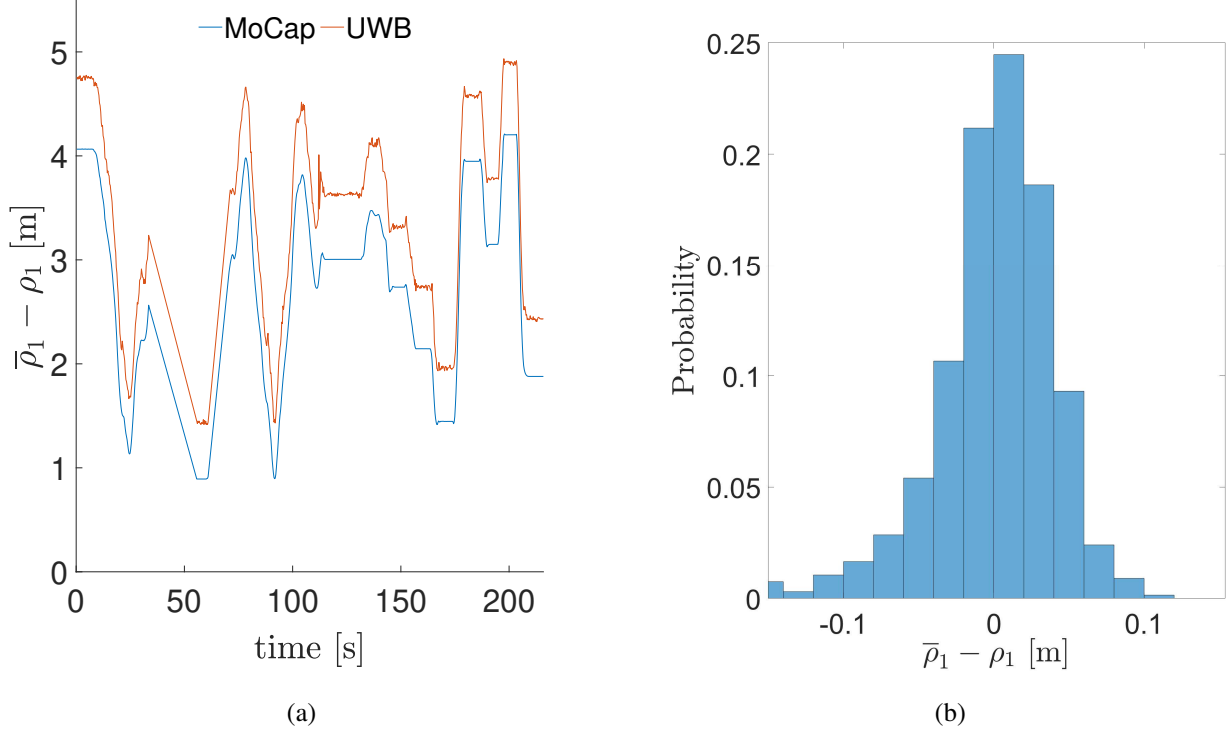 MoCap UWB
5
4
3
2
1
0
ρ̅₁ − ρ₁ [m]
0 50 100 150 200
time [s]
(a)
0.25
0.2
0.15
0.1
0.05
0
Probability
-0.1 0 0.1
ρ̅₁ − ρ₁ [m]
(b)